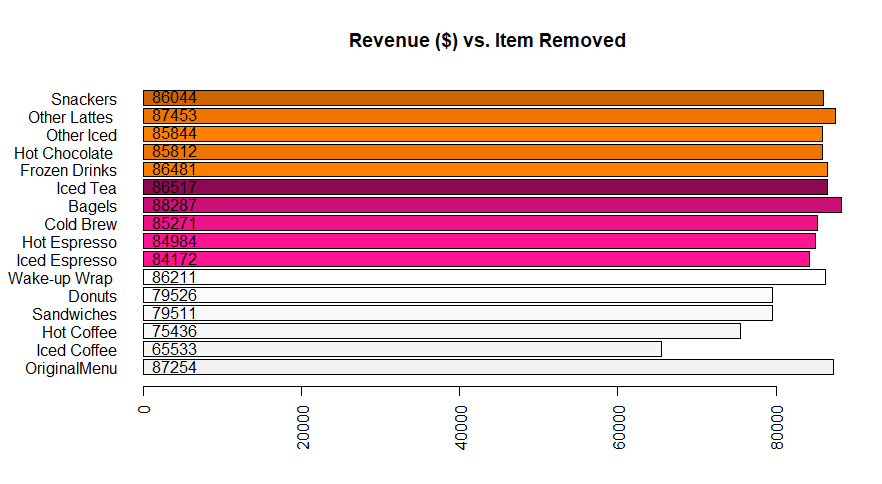 Revenue ($) vs. Item Removed
Snackers 86044
Other Lattes 87453
Other Iced 85844
Hot Chocolate 85812
Frozen Drinks 86481
Iced Tea 86517
Bagels 88287
Cold Brew 85271
Hot Espresso 84984
Iced Espresso 84172
Wake-up Wrap 86211
Donuts 79526
Sandwiches 79511
Hot Coffee 75436
Iced Coffee 65533
OriginalMenu 87254
0 20000 40000 60000 80000